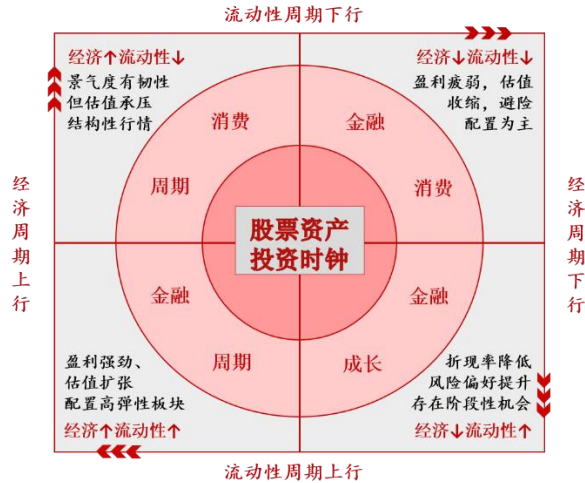 流动性周期下行
经济↑流动性↓
景气度有韧性
但估值承压
结构性行情
经济↓流动性↓
盈利疲弱，估值
收缩，避险
配置为主
消费
金融
周期
消费
经济周期上行
股票资产
投资时钟
经济周期下行
金融
金融
周期
成长
盈利强劲、
估值扩张
配置高弹性板块
经济↑流动性↑
折现率降低
风险偏好提升
存在阶段性机会
经济↓流动性↑
流动性周期上行